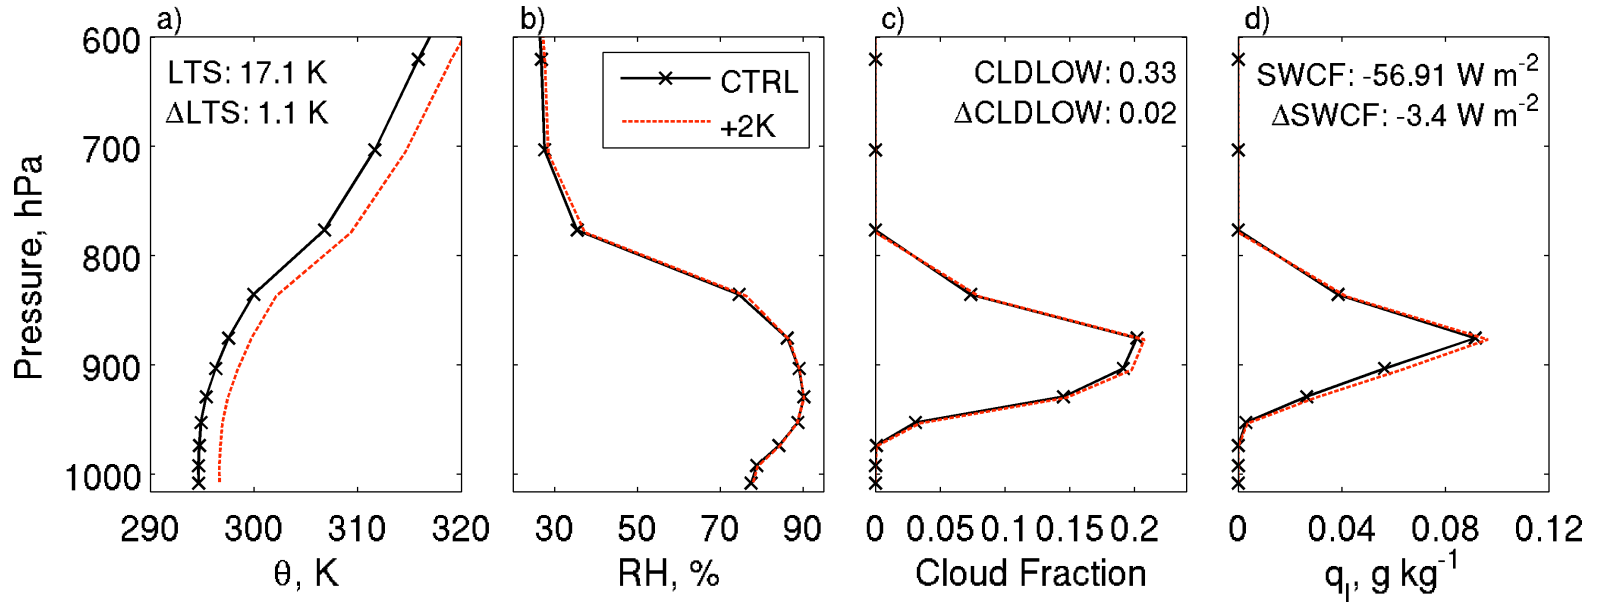 a)
b)
c)
d)
LTS: 17.1 K
ΔLTS: 1.1 K
CTRL
+2K
CLDLOW: 0.33
ΔCLDLOW: 0.02
SWCF: -56.91 W m-2
ΔSWCF: -3.4 W m-2
Pressure, hPa
600
700
800
900
1000
290 300 310 320
30 50 70 90
0 0.05 0.1 0.15 0.2
0 0.04 0.08 0.12
θ, K
RH, %
Cloud Fraction
ql, g kg-1